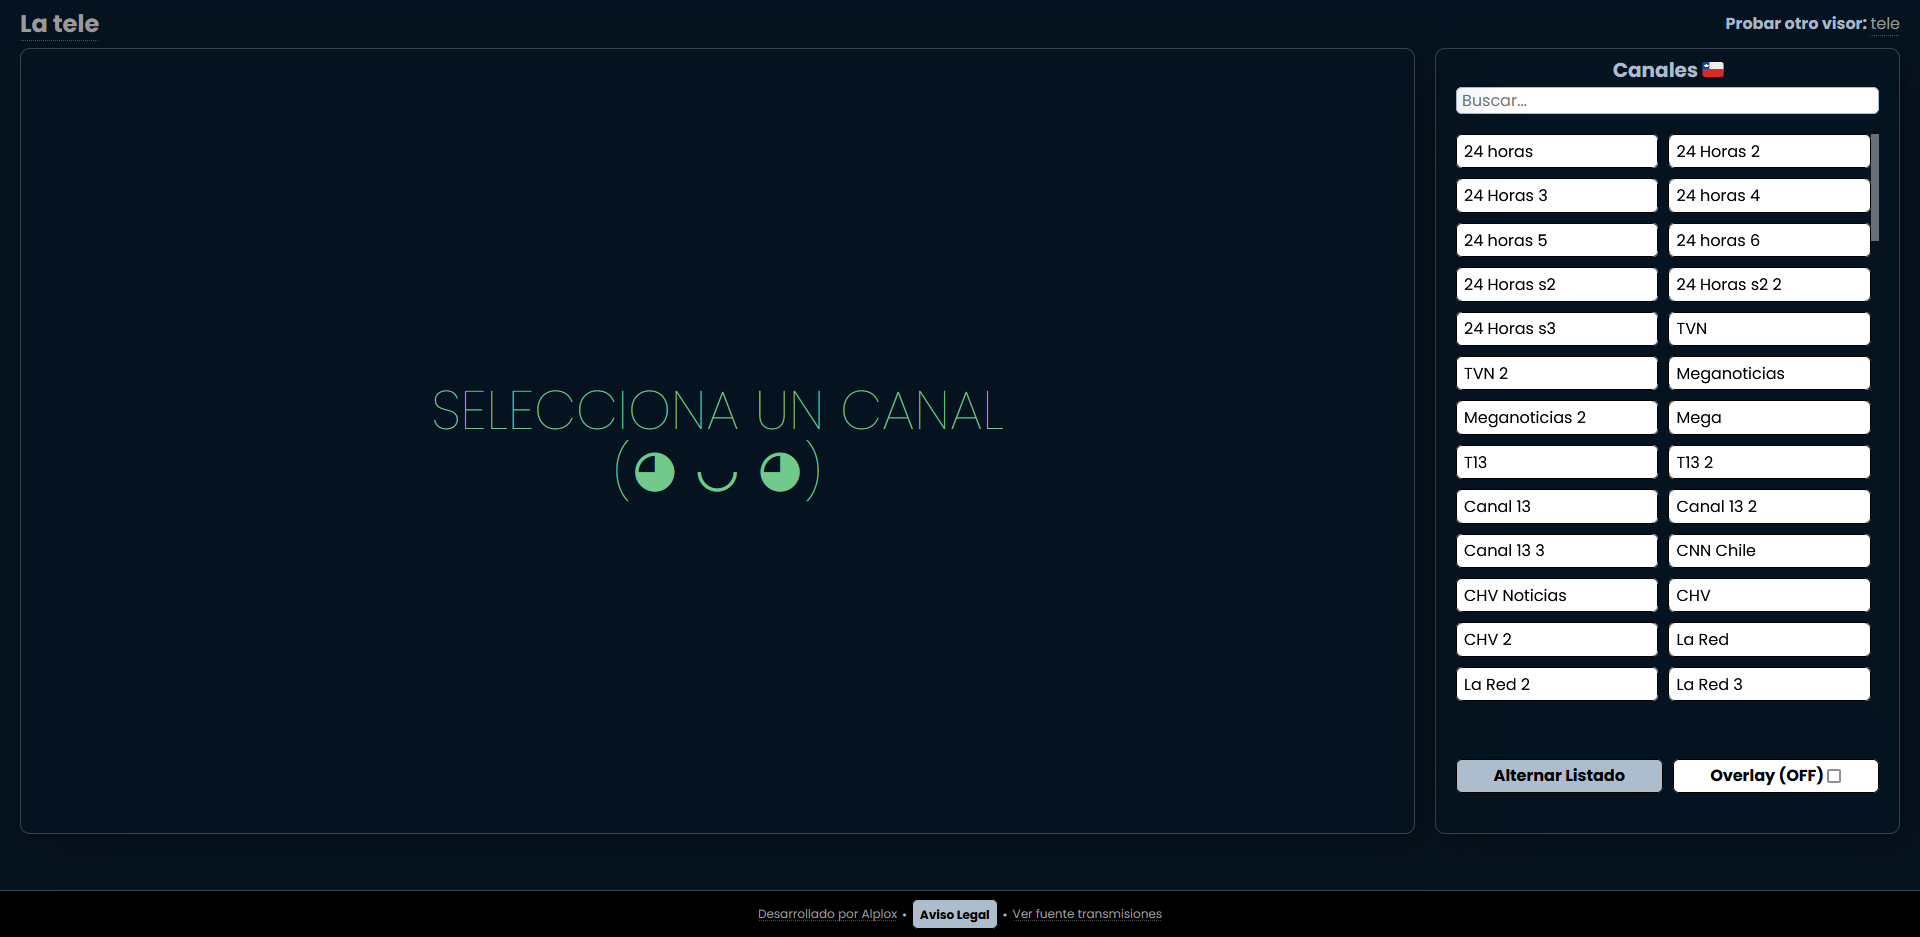 La tele
Probar otro visor: tele
SELECCIONA UN CANAL
(◕ ◡ ◕)
Canales 🇨🇱
Buscar...
24 horas
24 Horas 2
24 Horas 3
24 horas 4
24 horas 5
24 horas 6
24 Horas s2
24 Horas s2 2
24 Horas s3
TVN
TVN 2
Meganoticias
Meganoticias 2
Mega
T13
T13 2
Canal 13
Canal 13 2
Canal 13 3
CNN Chile
CHV Noticias
CHV
CHV 2
La Red
La Red 2
La Red 3
Alternar Listado
Overlay (OFF)
Desarrollado por Alplox • Aviso Legal • Ver fuente transmisiones